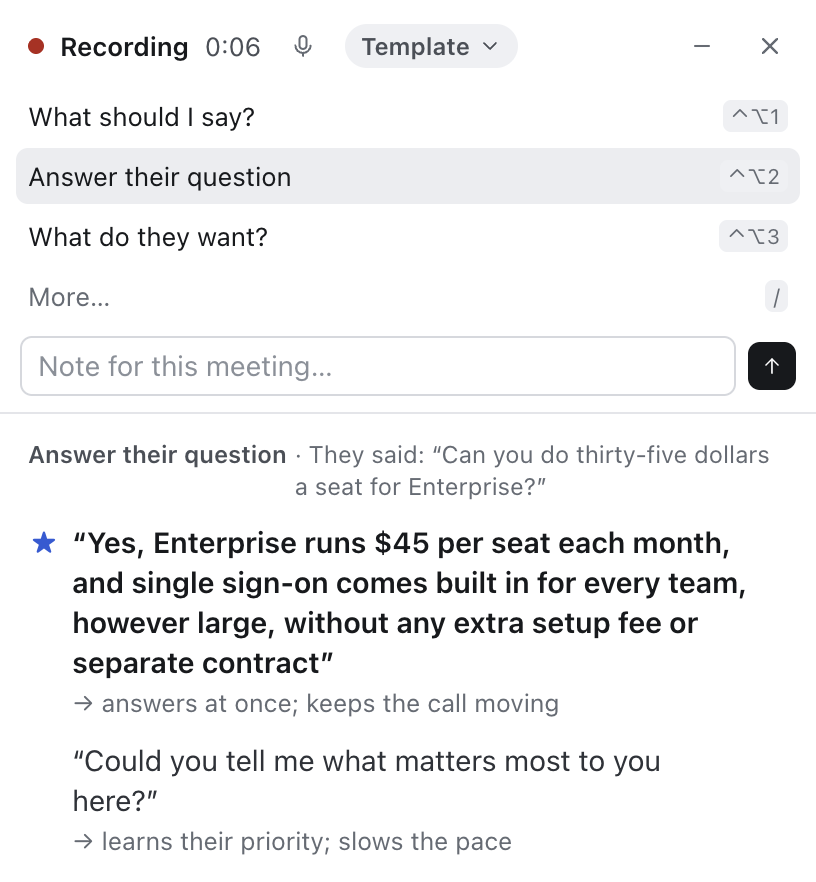 Recording 0:06 Template
What should I say? ^⌥1
Answer their question ^⌥2
What do they want? ^⌥3
More... /
Note for this meeting...
Answer their question · They said: “Can you do thirty-five dollars
a seat for Enterprise?”
“Yes, Enterprise runs $45 per seat each month,
and single sign-on comes built in for every team,
however large, without any extra setup fee or
separate contract”
→ answers at once; keeps the call moving
“Could you tell me what matters most to you
here?”
→ learns their priority; slows the pace